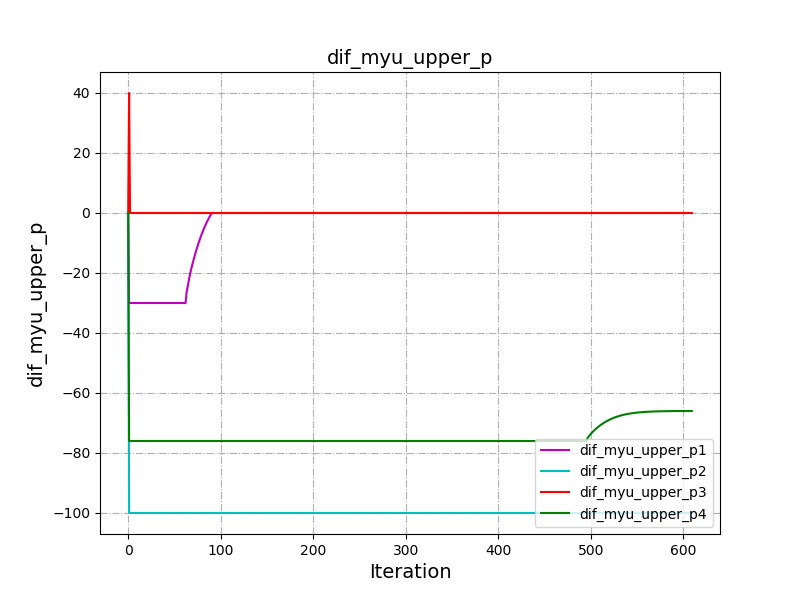 dif_myu_upper_p
dif_myu_upper_p
40
20
0
−20
−40
−60
−80
−100
0 100 200 300 400 500 600
Iteration
dif_myu_upper_p1
dif_myu_upper_p2
dif_myu_upper_p3
dif_myu_upper_p4